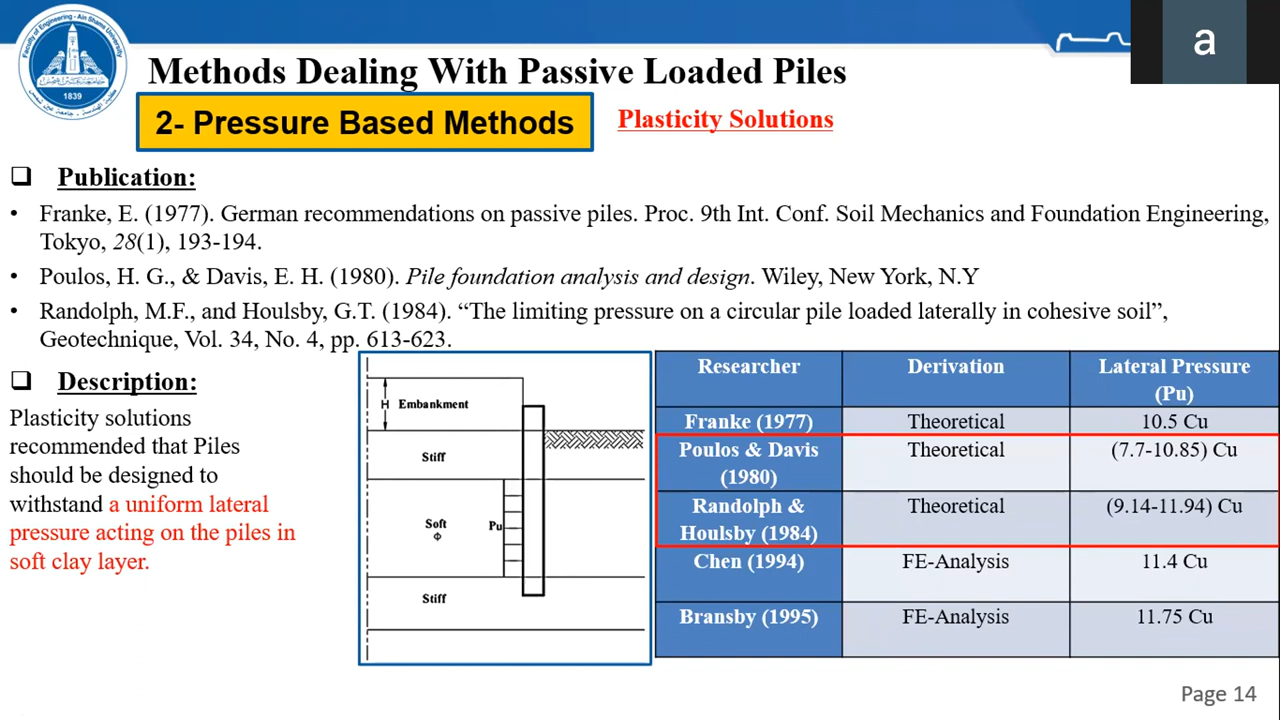 Faculty of Engineering - Ain Shams University
1839
a
Methods Dealing With Passive Loaded Piles
2- Pressure Based Methods
Plasticity Solutions
❑ Publication:
• Franke, E. (1977). German recommendations on passive piles. Proc. 9th Int. Conf. Soil Mechanics and Foundation Engineering,
Tokyo, 28(1), 193-194.
• Poulos, H. G., & Davis, E. H. (1980). Pile foundation analysis and design. Wiley, New York, N.Y
• Randolph, M.F., and Houlsby, G.T. (1984). “The limiting pressure on a circular pile loaded laterally in cohesive soil”,
Geotechnique, Vol. 34, No. 4, pp. 613-623.
❑ Description:
Plasticity solutions
recommended that Piles
should be designed to
withstand a uniform lateral
pressure acting on the piles in
soft clay layer.
H Embankment
Stiff
Soft Pu
Φ
Stiff
Researcher Derivation Lateral Pressure
(Pu)
Franke (1977) Theoretical 10.5 Cu
Poulos & Davis Theoretical (7.7-10.85) Cu
(1980)
Randolph & Theoretical (9.14-11.94) Cu
Houlsby (1984)
Chen (1994) FE-Analysis 11.4 Cu
Bransby (1995) FE-Analysis 11.75 Cu
Page 14